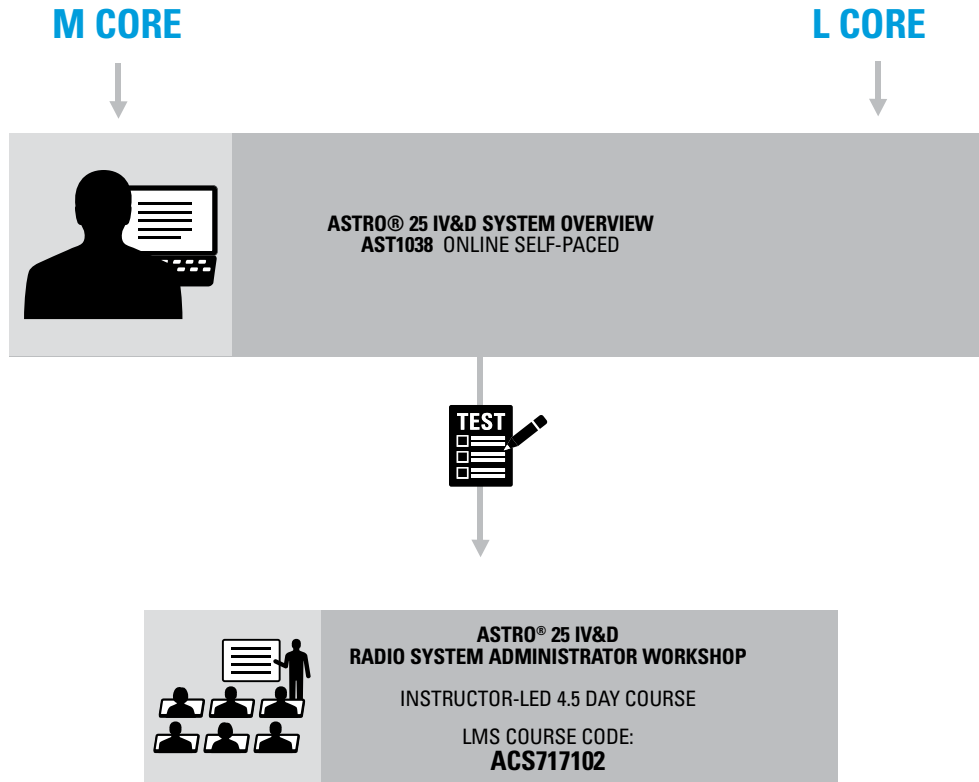 M CORE
L CORE
ASTRO® 25 IV&D SYSTEM OVERVIEW
AST1038 ONLINE SELF-PACED
TEST
ASTRO® 25 IV&D
RADIO SYSTEM ADMINISTRATOR WORKSHOP
INSTRUCTOR-LED 4.5 DAY COURSE
LMS COURSE CODE:
ACS717102